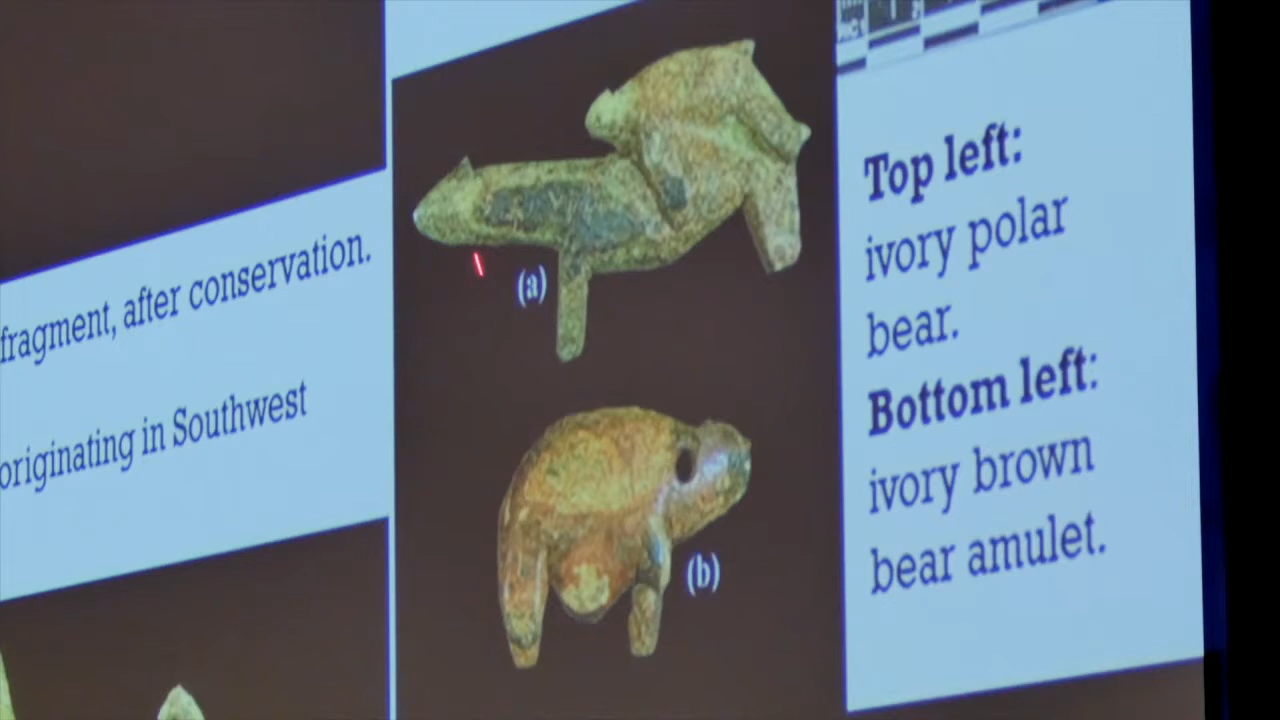 fragment, after conservation.
originating in Southwest
(a)
(b)
Top left:
ivory polar
bear.
Bottom left:
ivory brown
bear amulet.